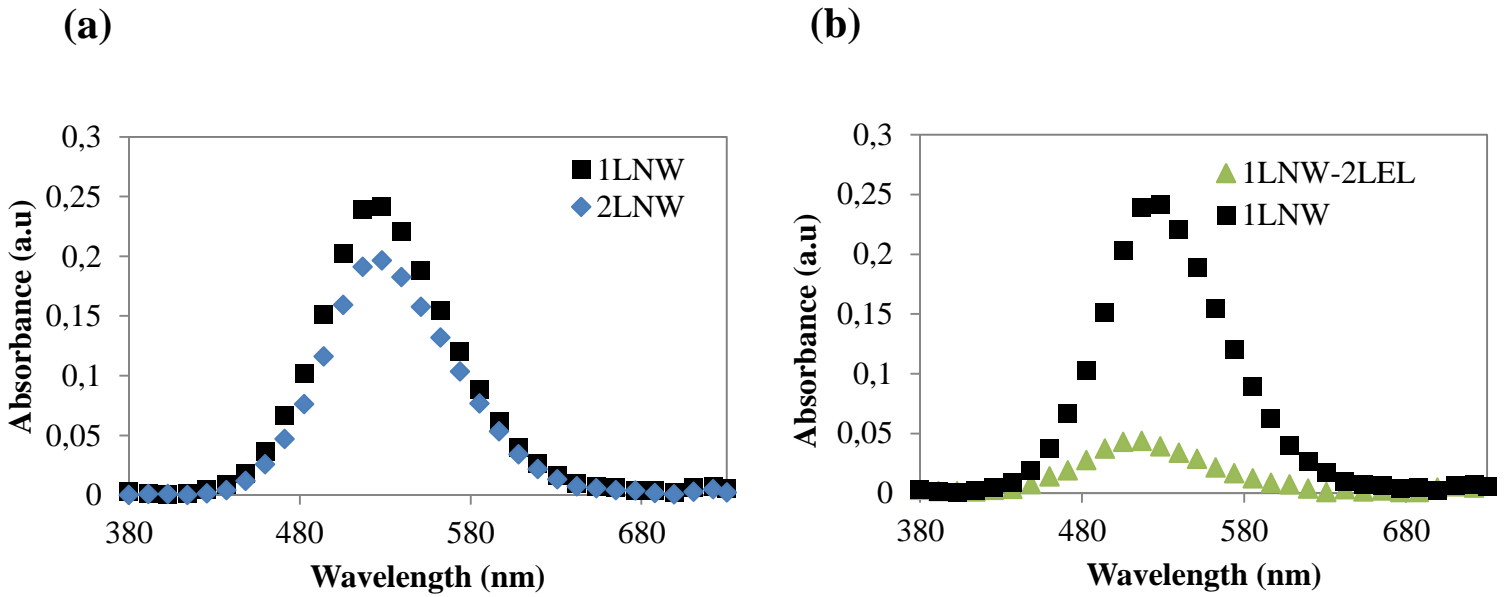 (a)
0,3
0,25
0,2
0,15
0,1
0,05
0
380
480
580
680
Absorbance (a.u)
Wavelength (nm)
1LNW
2LNW
(b)
0,3
0,25
0,2
0,15
0,1
0,05
0
380
480
580
680
Absorbance (a.u)
Wavelength (nm)
1LNW-2LEL
1LNW